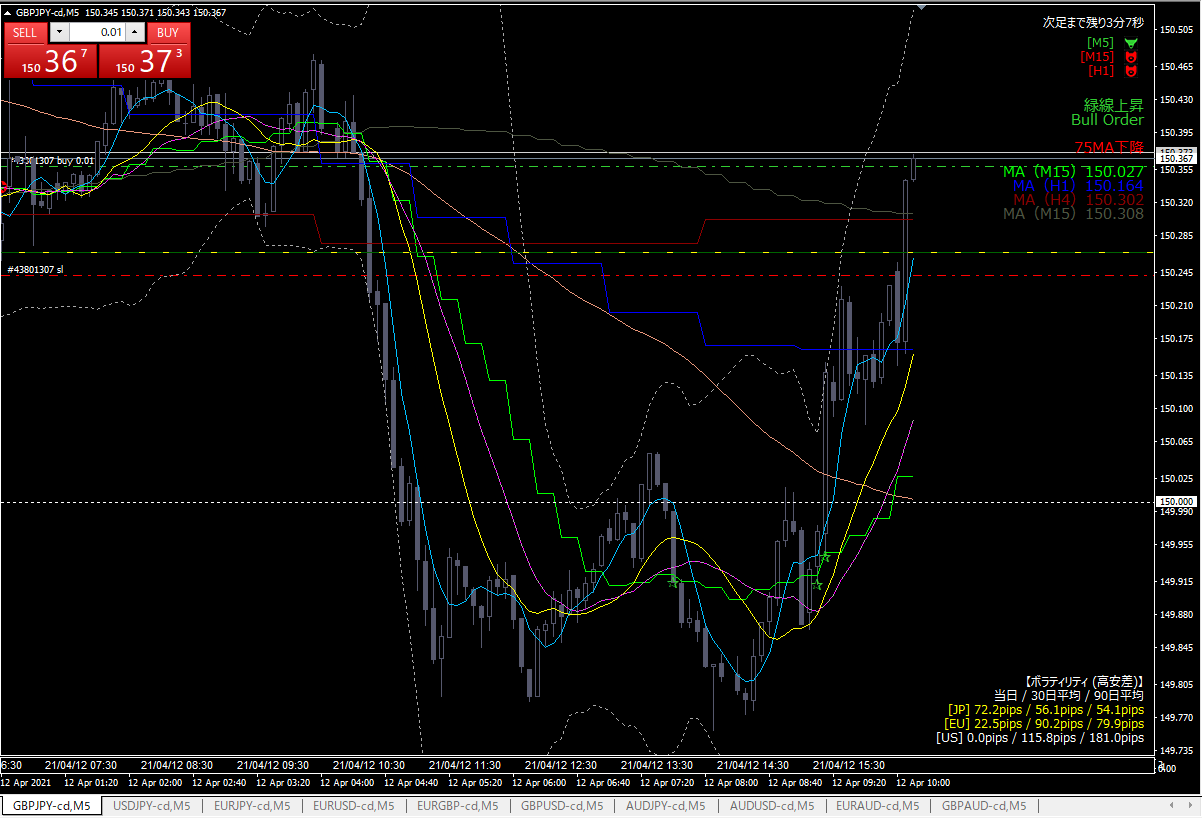 GBPJPY-cd,M5 150.345 150.371 150.343 150.367
SELL 0.01 BUY
150 36 7 150 37 3
次足まで残り3分7秒
[M5]
[M15]
[H1]
緑線上昇
Bull Order
75MA下降
MA (M15) 150.027
MA (H1) 150.164
MA (H4) 150.302
MA (M15) 150.308
buy 0.01
#43801307 sl
150.505
150.465
150.430
150.395
150.367
150.355
150.320
150.285
150.245
150.210
150.175
150.135
150.100
150.065
150.025
150.000
149.990
149.955
149.915
149.880
149.845
149.805
149.770
149.735
【ボラティリティ (高安差)】
当日 / 30日平均 / 90日平均
[JP] 72.2pips / 56.1pips / 54.1pips
[EU] 22.5pips / 90.2pips / 79.9pips
[US] 0.0pips / 115.8pips / 181.0pips
6:30 21/04/12 07:30 21/04/12 08:30 21/04/12 09:30 21/04/12 10:30 21/04/12 11:30 21/04/12 12:30 21/04/12 13:30 21/04/12 14:30 21/04/12 15:30
12 Apr 2021 12 Apr 01:20 12 Apr 02:00 12 Apr 02:40 12 Apr 03:20 12 Apr 04:00 12 Apr 04:40 12 Apr 05:20 12 Apr 06:00 12 Apr 06:40 12 Apr 07:20 12 Apr 08:00 12 Apr 08:40 12 Apr 09:20 12 Apr 10:00
GBPJPY-cd,M5 USDJPY-cd,M5 EURJPY-cd,M5 EURUSD-cd,M5 EURGBP-cd,M5 GBPUSD-cd,M5 AUDJPY-cd,M5 AUDUSD-cd,M5 EURAUD-cd,M5 GBPAUD-cd,M5